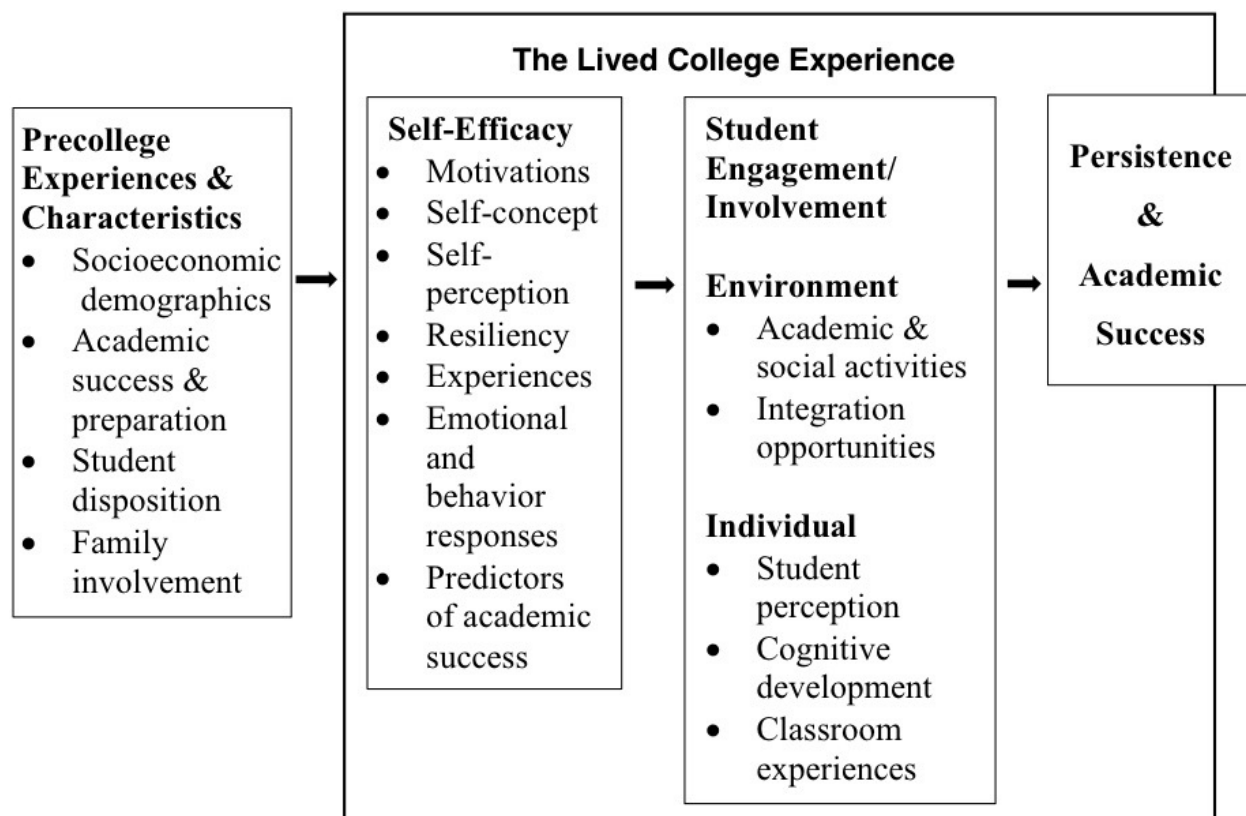 The Lived College Experience
Precollege
Experiences &
Characteristics
• Socioeconomic
demographics
• Academic
success &
preparation
• Student
disposition
• Family
involvement
Self-Efficacy
• Motivations
• Self-concept
• Self-
perception
• Resiliency
• Experiences
• Emotional
and
behavior
responses
• Predictors
of academic
success
Student
Engagement/
Involvement
Environment
• Academic &
social activities
• Integration
opportunities
Individual
• Student
perception
• Cognitive
development
• Classroom
experiences
Persistence
&
Academic
Success